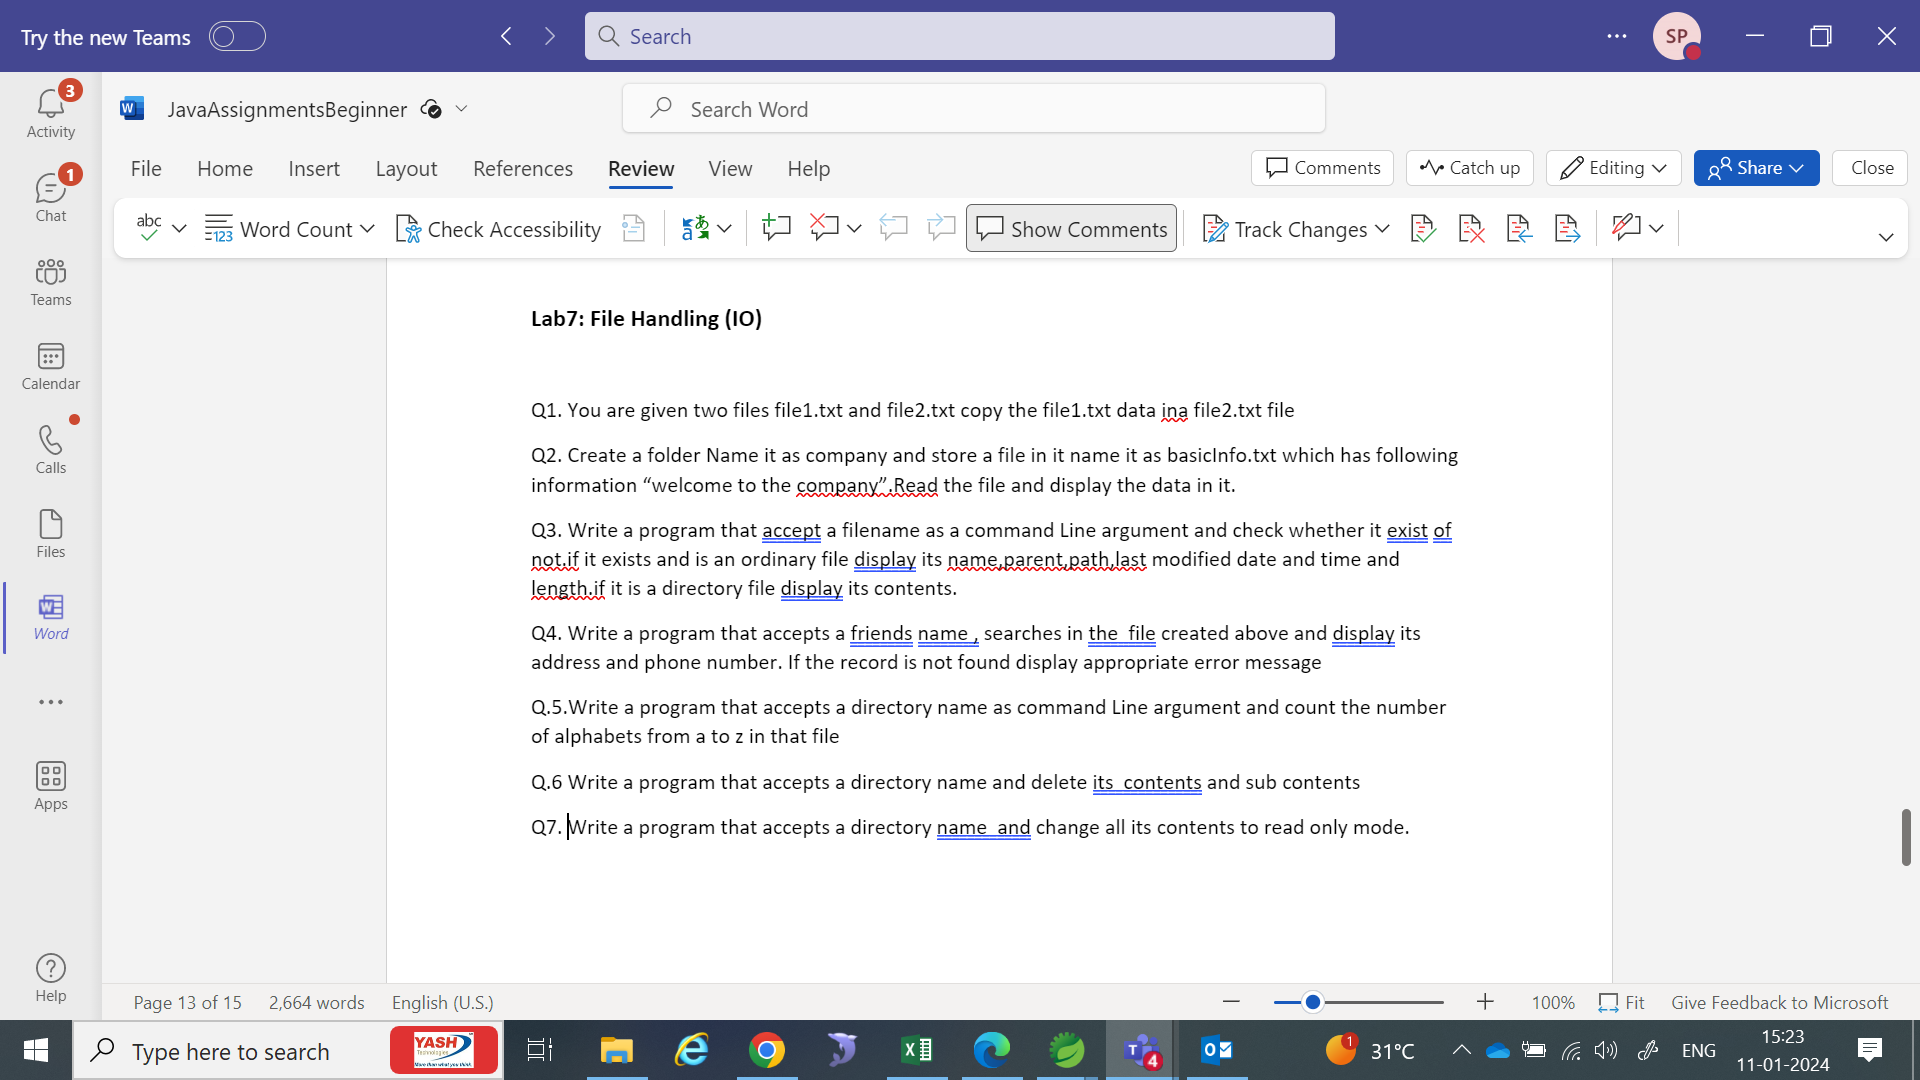 Try the new Teams
Search
SP
3
Activity
1
Chat
Teams
Calendar
Calls
Files
Word
Apps
Help
JavaAssignmentsBeginner
Search Word
File Home Insert Layout References Review View Help
Comments Catch up Editing Share Close
abc 123 Word Count Check Accessibility Show Comments Track Changes
Lab7: File Handling (IO)
Q1. You are given two files file1.txt and file2.txt copy the file1.txt data ina file2.txt file
Q2. Create a folder Name it as company and store a file in it name it as basicInfo.txt which has following
information “welcome to the company”.Read the file and display the data in it.
Q3. Write a program that accept a filename as a command Line argument and check whether it exist of
not.if it exists and is an ordinary file display its name,parent,path,last modified date and time and
length.if it is a directory file display its contents.
Q4. Write a program that accepts a friends name , searches in the  file created above and display its
address and phone number. If the record is not found display appropriate error message
Q.5.Write a program that accepts a directory name as command Line argument and count the number
of alphabets from a to z in that file
Q.6 Write a program that accepts a directory name and delete its  contents and sub contents
Q7. Write a program that accepts a directory name  and change all its contents to read only mode.
Page 13 of 15 2,664 words English (U.S.)
100% Fit Give Feedback to Microsoft
Type here to search
YASH
Technologies
More than what you think.
4
1
31°C
ENG
15:23
11-01-2024